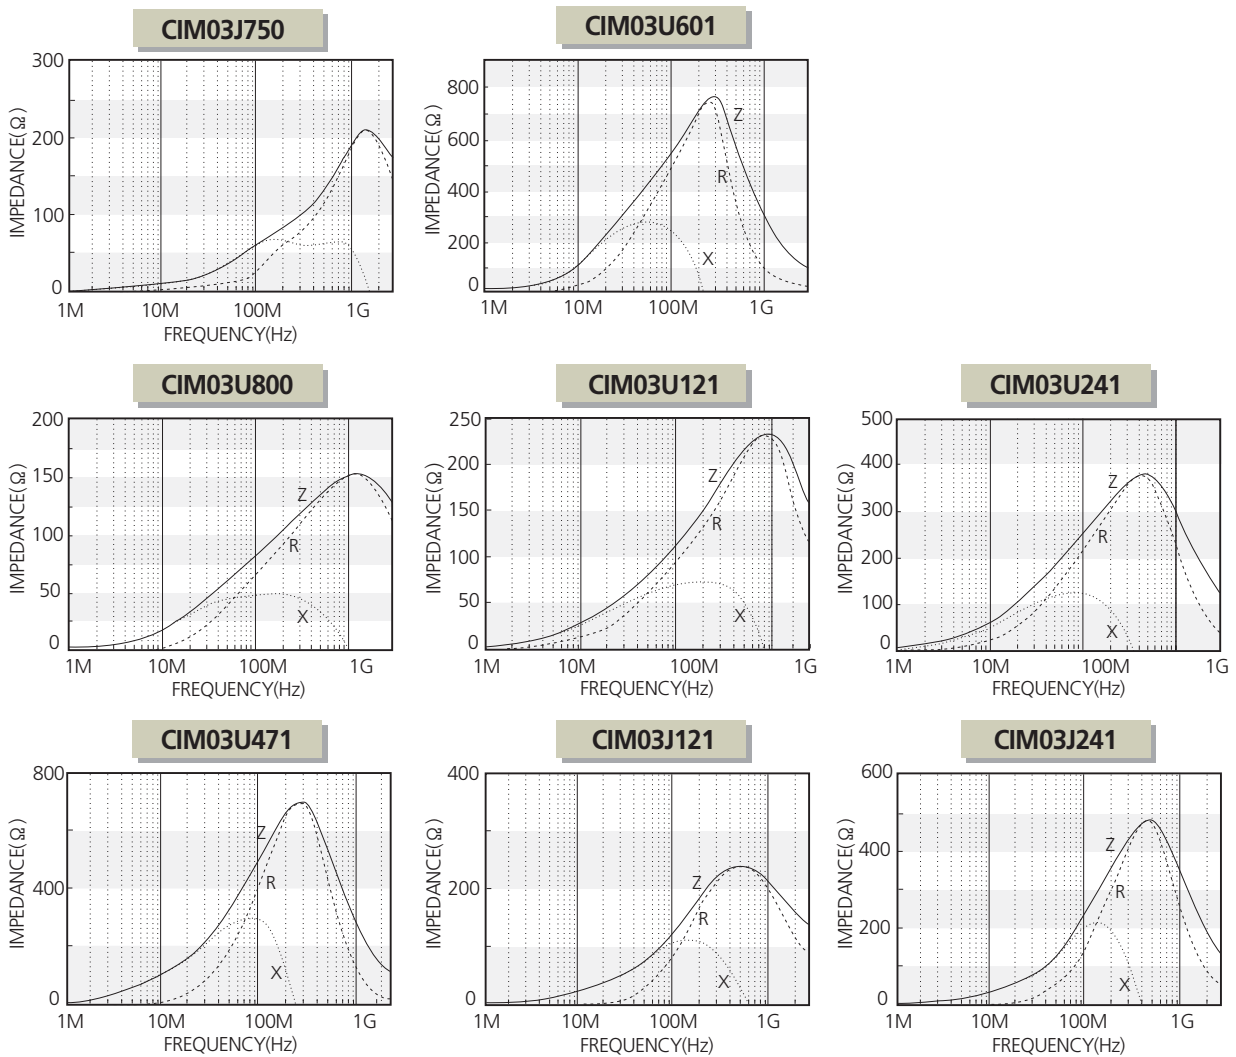 CIM03J750
300
200
100
0
IMPEDANCE(Ω)
1M 10M 100M 1G
FREQUENCY(Hz)
CIM03U601
800
600
400
200
0
IMPEDANCE(Ω)
Z
R
X
1M 10M 100M 1G
CIM03U800
200
150
100
50
0
IMPEDANCE(Ω)
Z
R
X
1M 10M 100M 1G
FREQUENCY(Hz)
CIM03U121
250
200
150
100
50
0
IMPEDANCE(Ω)
Z
R
X
1M 10M 100M 1G
FREQUENCY(Hz)
CIM03U241
500
400
300
200
100
0
IMPEDANCE(Ω)
Z
R
X
1M 10M 100M 1G
FREQUENCY(Hz)
CIM03U471
800
400
0
IMPEDANCE(Ω)
Z
R
X
1M 10M 100M 1G
FREQUENCY(Hz)
CIM03J121
400
200
0
IMPEDANCE(Ω)
Z
R
X
1M 10M 100M 1G
FREQUENCY(Hz)
CIM03J241
600
400
200
0
IMPEDANCE(Ω)
Z
R
X
1M 10M 100M 1G
FREQUENCY(Hz)